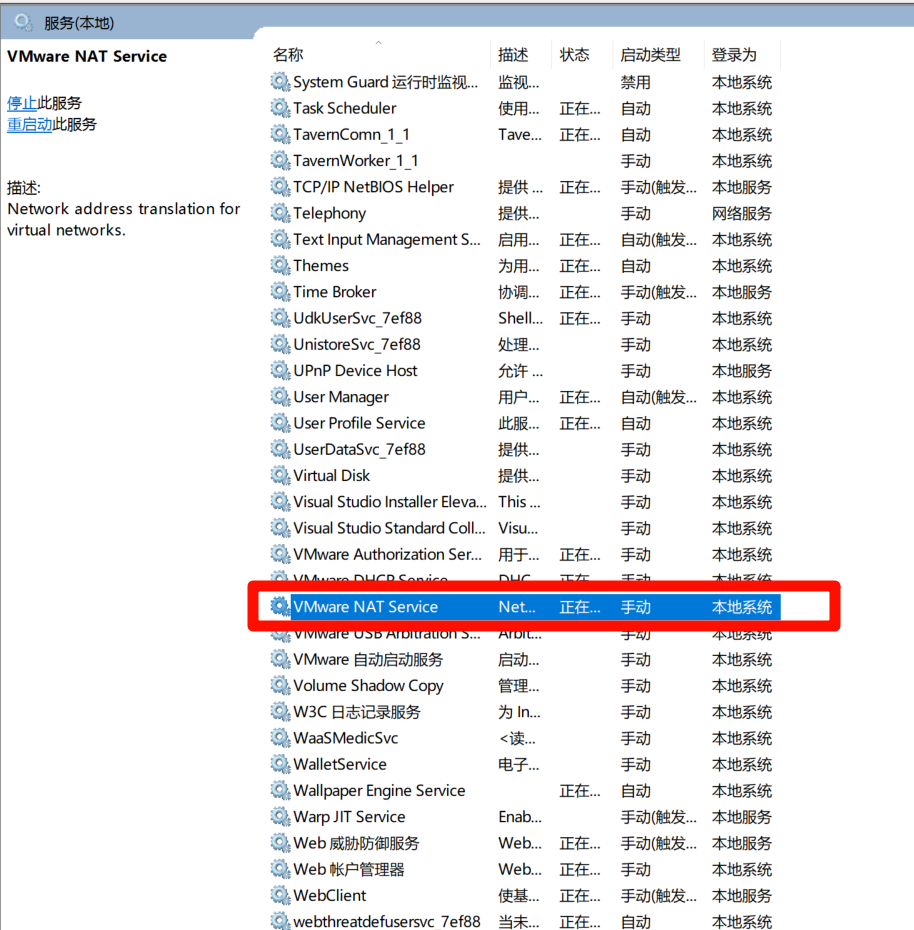 服务(本地)
VMware NAT Service
停止此服务
重启动此服务
描述:
Network address translation for
virtual networks.
名称 描述 状态 启动类型 登录为
System Guard 运行时监视... 监视... 禁用 本地系统
Task Scheduler 使用... 正在... 自动 本地系统
TavernComn_1_1 Tave... 正在... 自动 本地系统
TavernWorker_1_1 手动 本地系统
TCP/IP NetBIOS Helper 提供 ... 正在... 手动(触发... 本地服务
Telephony 提供... 手动 网络服务
Text Input Management S... 启用... 正在... 自动(触发... 本地系统
Themes 为用... 正在... 自动 本地系统
Time Broker 协调... 正在... 手动(触发... 本地服务
UdkUserSvc_7ef88 Shell... 正在... 手动 本地系统
UnistoreSvc_7ef88 处理... 手动 本地系统
UPnP Device Host 允许 ... 手动 本地服务
User Manager 用户... 正在... 自动(触发... 本地系统
User Profile Service 此服... 正在... 自动 本地系统
UserDataSvc_7ef88 提供... 手动 本地系统
Virtual Disk 提供... 手动 本地系统
Visual Studio Installer Eleva... This ... 手动 本地系统
Visual Studio Standard Coll... Visu... 手动 本地系统
VMware Authorization Ser... 用于... 正在... 手动 本地系统
VMware DHCP Service DHC... 正在... 手动 本地系统
VMware NAT Service Net... 正在... 手动 本地系统
VMware USB Arbitration S... Arbit... 手动 本地系统
VMware 自动启动服务 启动... 手动 本地系统
Volume Shadow Copy 管理... 手动 本地系统
W3C 日志记录服务 为 In... 手动 本地系统
WaaSMedicSvc <读... 手动 本地系统
WalletService 电子... 手动 本地系统
Wallpaper Engine Service 正在... 自动 本地系统
Warp JIT Service Enab... 手动(触发... 本地服务
Web 威胁防御服务 Web... 正在... 手动(触发... 本地服务
Web 帐户管理器 Web... 正在... 手动 本地系统
WebClient 使基... 正在... 手动(触发... 本地服务
webthreatdefusersvc_7ef88 当未... 正在... 自动 本地系统